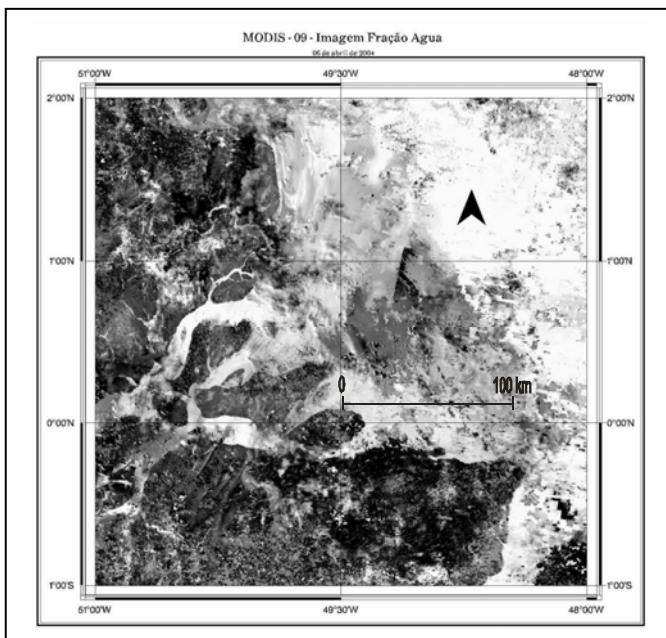 MODIS - 09 - Imagem Fração Agua
06 de abril de 2004
51°00'W 49°30'W 48°00'W
2°00'N 2°00'N
1°00'N 1°00'N
0 100 km
0°00'N 0°00'N
1°00'S 1°00'S
51°00'W 49°30'W 48°00'W